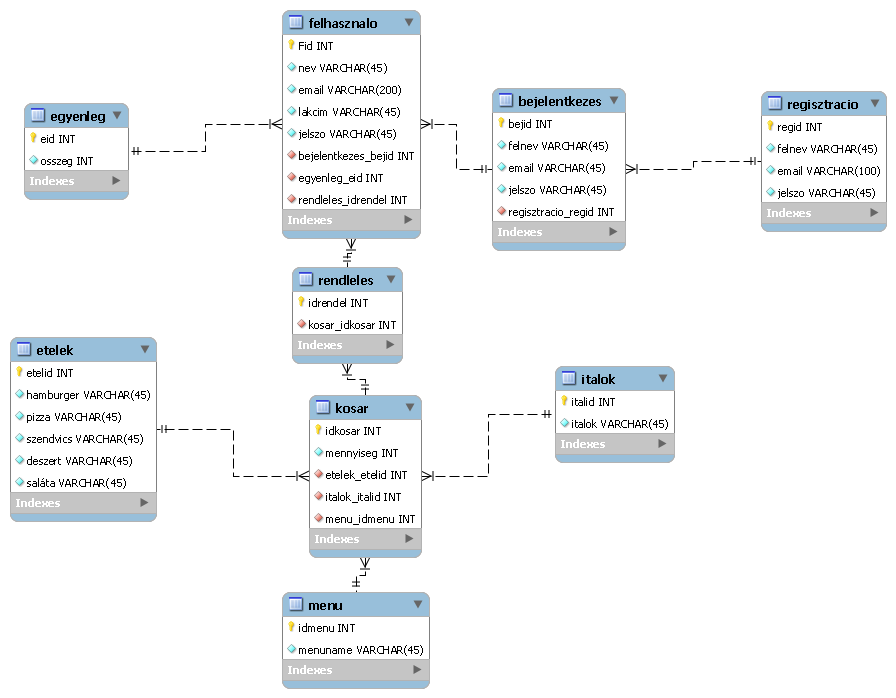 felhasznalo
Fid INT
nev VARCHAR(45)
email VARCHAR(200)
lakcim VARCHAR(45)
jelszo VARCHAR(45)
bejelentkezes_bejid INT
egyenleg_eid INT
rendleles_idrendel INT
Indexes
egyenleg
eid INT
osszeg INT
Indexes
bejelentkezes
bejid INT
felnev VARCHAR(45)
email VARCHAR(45)
jelszo VARCHAR(45)
regisztracio_regid INT
Indexes
regisztracio
regid INT
felnev VARCHAR(45)
email VARCHAR(100)
jelszo VARCHAR(45)
Indexes
rendleles
idrendel INT
kosar_idkosar INT
Indexes
etelek
etelid INT
hamburger VARCHAR(45)
pizza VARCHAR(45)
szendvics VARCHAR(45)
deszert VARCHAR(45)
saláta VARCHAR(45)
Indexes
kosar
idkosar INT
mennyiseg INT
etelek_etelid INT
italok_italid INT
menu_idmenu INT
Indexes
italok
italid INT
italok VARCHAR(45)
Indexes
menu
idmenu INT
menuname VARCHAR(45)
Indexes